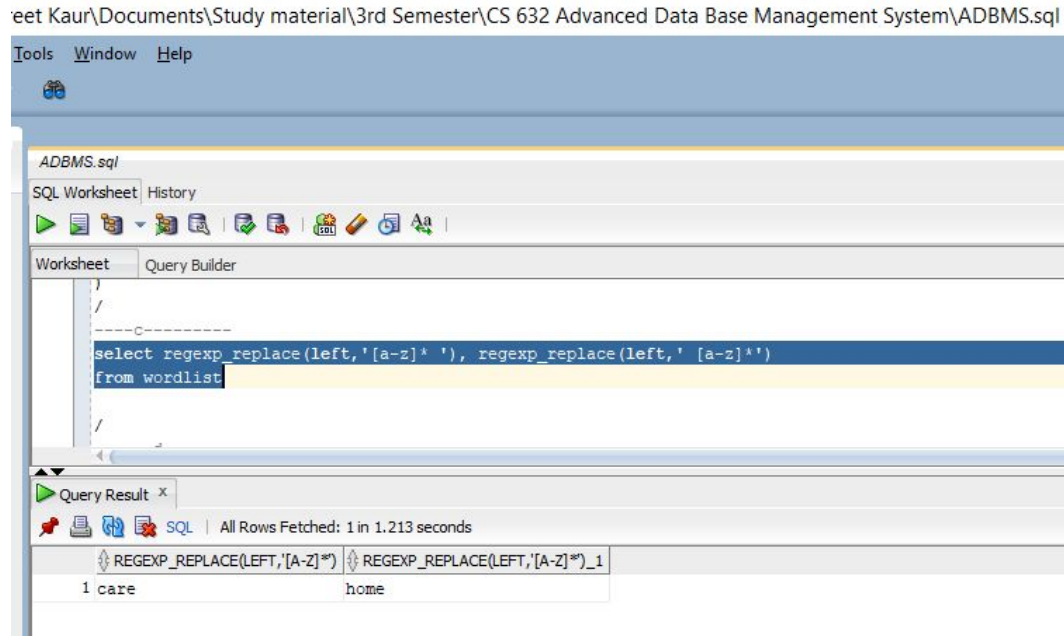 reet Kaur\Documents\Study material\3rd Semester\CS 632 Advanced Data Base Management System\ADBMS.sql
Tools Window Help
ADBMS.sql
SQL Worksheet History
Worksheet Query Builder
)
/
----c---------
select regexp_replace(left,'[a-z]* '), regexp_replace(left,' [a-z]*')
from wordlist
/
Query Result x
SQL | All Rows Fetched: 1 in 1.213 seconds
REGEXP_REPLACE(LEFT,'[A-Z]*') REGEXP_REPLACE(LEFT,'[A-Z]*')_1
1 care home